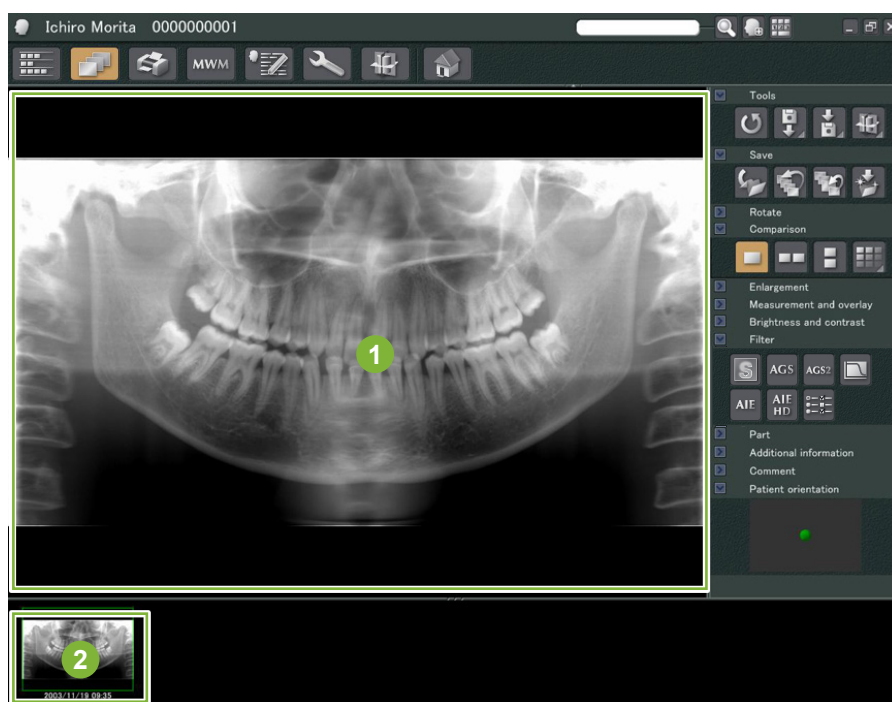 Ichiro Morita 0000000001
MWM
Tools
Save
Rotate
Comparison
Enlargement
Measurement and overlay
Brightness and contrast
Filter
S AGS AGS2
AIE AIE HD
Part
Additional information
Comment
Patient orientation
1
2
2003/11/19 09:35